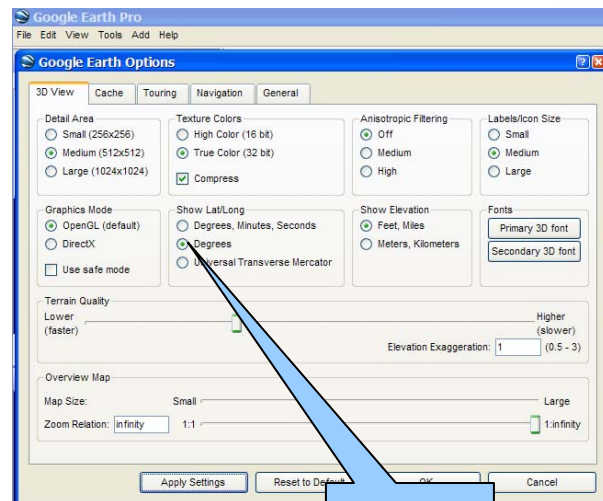 Google Earth Pro
File Edit View Tools Add Help
Google Earth Options
3D View Cache Touring Navigation General
Detail Area
Small (256x256)
Medium (512x512)
Large (1024x1024)
Texture Colors
High Color (16 bit)
True Color (32 bit)
Compress
Anisotropic Filtering
Off
Medium
High
Labels/Icon Size
Small
Medium
Large
Graphics Mode
OpenGL (default)
DirectX
Use safe mode
Show Lat/Long
Degrees, Minutes, Seconds
Degrees
Universal Transverse Mercator
Show Elevation
Feet, Miles
Meters, Kilometers
Fonts
Primary 3D font
Secondary 3D font
Terrain Quality
Lower Higher
(faster) (slower)
Elevation Exaggeration: 1 (0.5 - 3)
Overview Map
Map Size: Small Large
Zoom Relation: infinity 1:1 1:infinity
Apply Settings Reset to Default OK Cancel